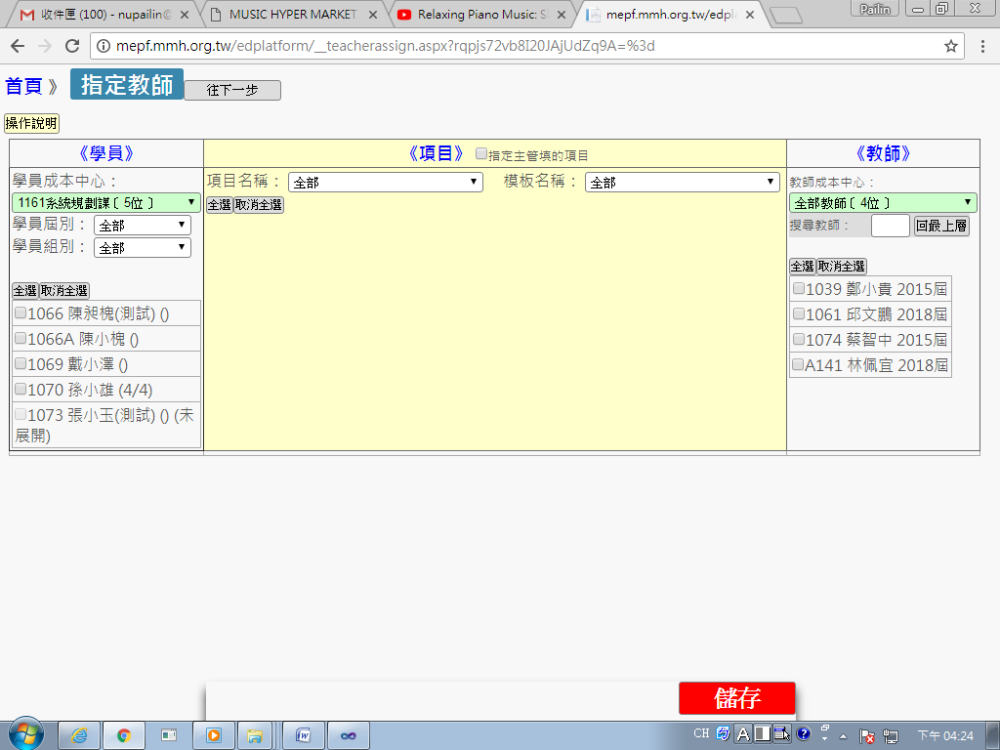 收件匣 (100) - nupailin@
MUSIC HYPER MARKET
Relaxing Piano Music: Sl
mepf.mmh.org.tw/edpla
Pailin
mepf.mmh.org.tw/edplatform/__teacherassign.aspx?rqpjs72vb8I20JAjUdZq9A=%3d
首頁 》 指定教師 往下一步
操作說明
《學員》
學員成本中心：
1161系統規劃課〔 5位 〕
學員屆別： 全部
學員組別： 全部
全選 取消全選
1066 陳昶槐(測試) ()
1066A 陳小槐 ()
1069 戴小澤 ()
1070 孫小雄 (4/4)
1073 張小玉(測試) () (未
展開)
《項目》 指定主管填的項目
項目名稱： 全部 模板名稱： 全部
全選 取消全選
《教師》
教師成本中心：
全部教師〔 4位 〕
搜尋教師： 回最上層
全選 取消全選
1039 鄭小貴 2015屆
1061 邱文鵬 2018屆
1074 蔡智中 2015屆
A141 林佩宜 2018屆
儲存
CH
A
下午 04:24